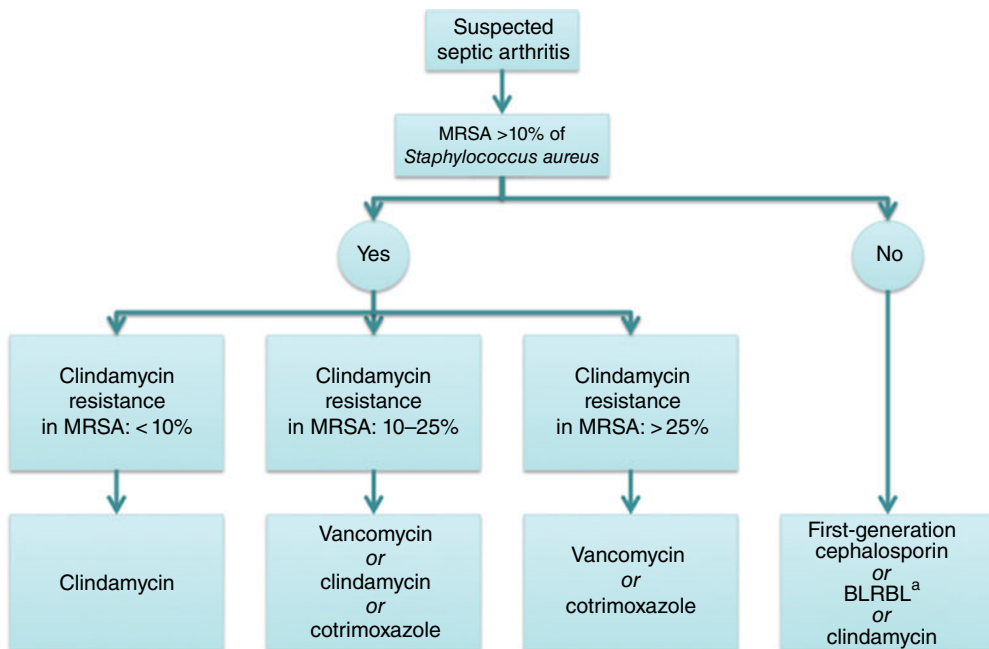 Suspected
septic arthritis
MRSA >10% of
Staphylococcus aureus
Yes
No
Clindamycin
resistance
in MRSA: < 10%
Clindamycin
resistance
in MRSA: 10–25%
Clindamycin
resistance
in MRSA: > 25%
Clindamycin
Vancomycin
or
clindamycin
or
cotrimoxazole
Vancomycin
or
cotrimoxazole
First-generation
cephalosporin
or
BLRBLᵃ
or
clindamycin